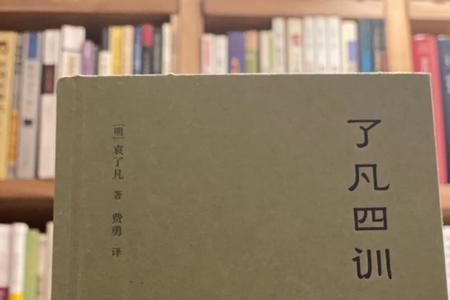 了凡四训
[明]袁了凡 著
费勇 译